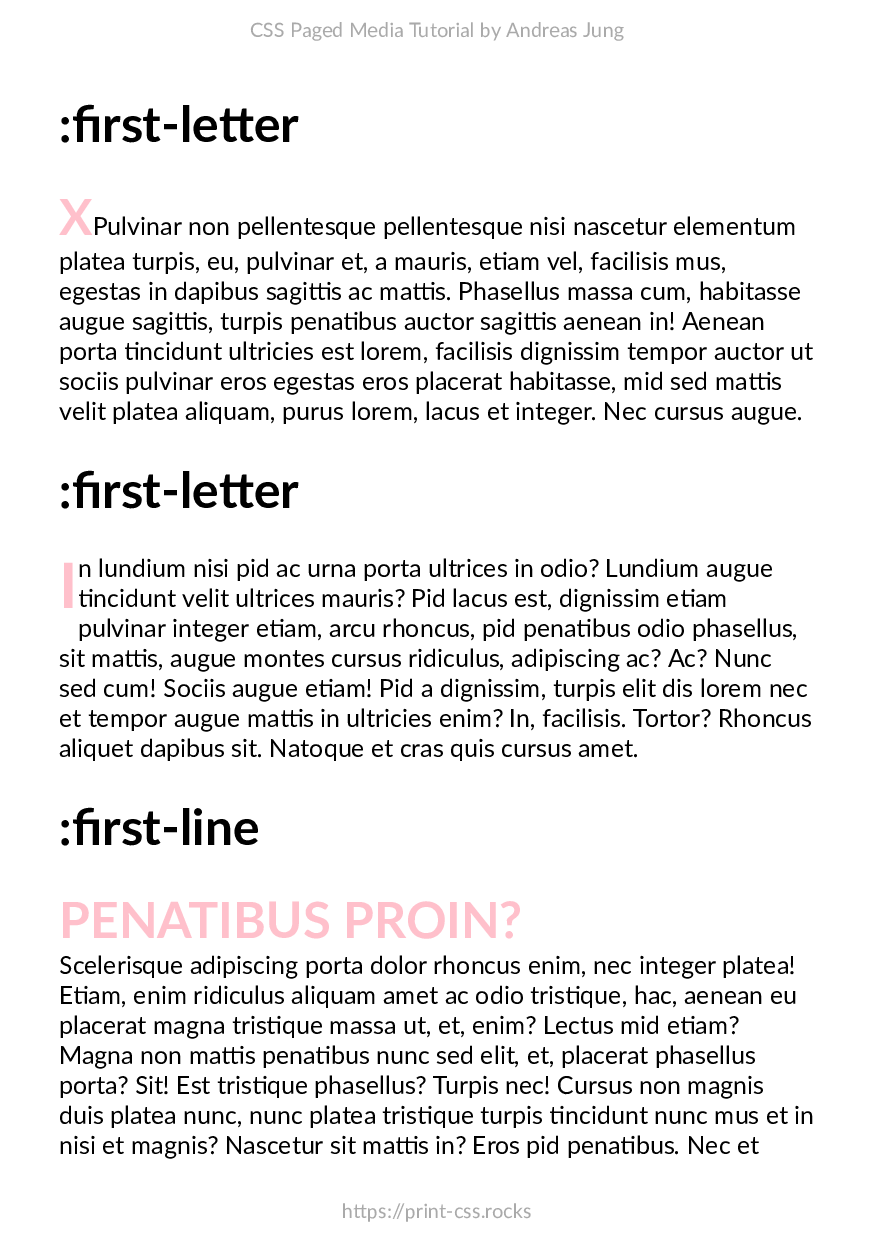 CSS Paged Media Tutorial by Andreas Jung
:first-letter
XPulvinar non pellentesque pellentesque nisi nascetur elementum
platea turpis, eu, pulvinar et, a mauris, etiam vel, facilisis mus,
egestas in dapibus sagittis ac mattis. Phasellus massa cum, habitasse
augue sagittis, turpis penatibus auctor sagittis aenean in! Aenean
porta tincidunt ultricies est lorem, facilisis dignissim tempor auctor ut
sociis pulvinar eros egestas eros placerat habitasse, mid sed mattis
velit platea aliquam, purus lorem, lacus et integer. Nec cursus augue.
:first-letter
In lundium nisi pid ac urna porta ultrices in odio? Lundium augue
tincidunt velit ultrices mauris? Pid lacus est, dignissim etiam
pulvinar integer etiam, arcu rhoncus, pid penatibus odio phasellus,
sit mattis, augue montes cursus ridiculus, adipiscing ac? Ac? Nunc
sed cum! Sociis augue etiam! Pid a dignissim, turpis elit dis lorem nec
et tempor augue mattis in ultricies enim? In, facilisis. Tortor? Rhoncus
aliquet dapibus sit. Natoque et cras quis cursus amet.
:first-line
PENATIBUS PROIN?
Scelerisque adipiscing porta dolor rhoncus enim, nec integer platea!
Etiam, enim ridiculus aliquam amet ac odio tristique, hac, aenean eu
placerat magna tristique massa ut, et, enim? Lectus mid etiam?
Magna non mattis penatibus nunc sed elit, et, placerat phasellus
porta? Sit! Est tristique phasellus? Turpis nec! Cursus non magnis
duis platea nunc, nunc platea tristique turpis tincidunt nunc mus et in
nisi et magnis? Nascetur sit mattis in? Eros pid penatibus. Nec et
https://print-css.rocks